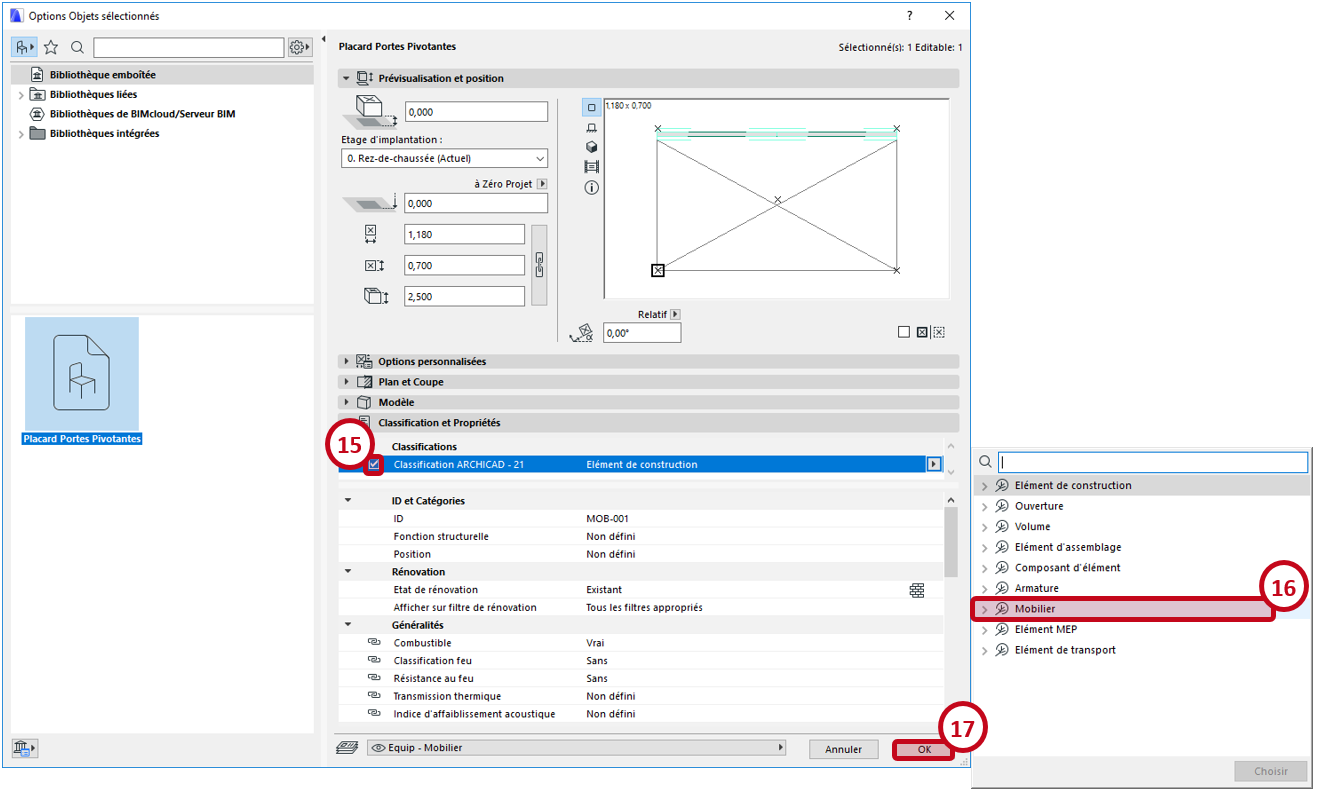 Options Objets sélectionnés
?
Bibliothèque emboîtée
Bibliothèques liées
Bibliothèques de BIMcloud/Serveur BIM
Bibliothèques intégrées
Placard Portes Pivotantes
Placard Portes Pivotantes
Sélectionné(s): 1 Editable: 1
Prévisualisation et position
0,000
Etage d'implantation :
0. Rez-de-chaussée (Actuel)
à Zéro Projet
0,000
1,180
0,700
2,500
1,180 x 0,700
Relatif
0,00°
Options personnalisées
Plan et Coupe
Modèle
Classification et Propriétés
15
Classifications
Classification ARCHICAD - 21 Elément de construction
ID et Catégories
ID MOB-001
Fonction structurelle Non défini
Position Non défini
Rénovation
Etat de rénovation Existant
Afficher sur filtre de rénovation Tous les filtres appropriés
Généralités
Combustible Vrai
Classification feu Sans
Résistance au feu Sans
Transmission thermique Non défini
Indice d'affaiblissement acoustique Non défini
Equip - Mobilier
Annuler
OK
17
Elément de construction
Ouverture
Volume
Elément d'assemblage
Composant d'élément
Armature
16
Mobilier
Elément MEP
Elément de transport
Choisir